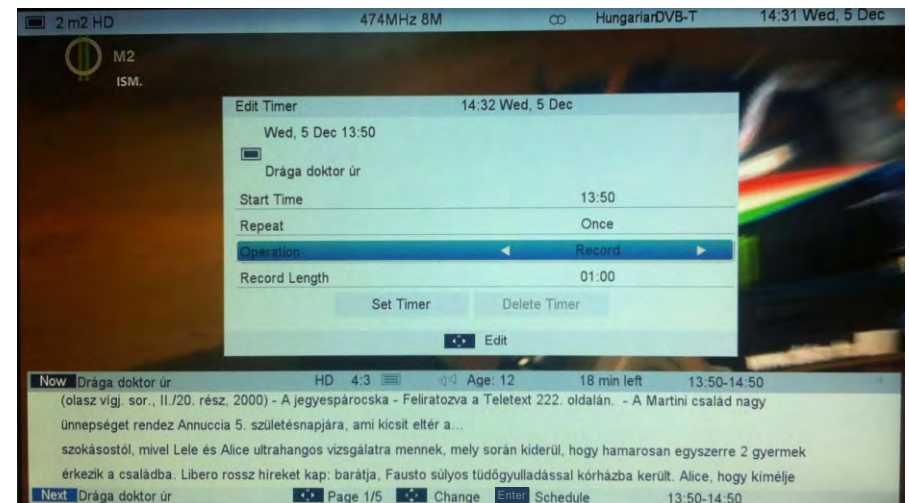 2 m2 HD 474MHz 8M HungarianDVB-T 14:31 Wed, 5 Dec
M2
ISM.
Edit Timer 14:32 Wed, 5 Dec
Wed, 5 Dec 13:50
Drága doktor úr
Start Time 13:50
Repeat Once
Operation Record
Record Length 01:00
Set Timer Delete Timer
Edit
Now Drága doktor úr HD 4:3 Age: 12 18 min left 13:50-14:50
(olasz vígj. sor., II./20. rész, 2000) - A jegyespárocska - Feliratozva a Teletext 222. oldalán. - A Martini család nagy
ünnepséget rendez Annuccia 5. születésnapjára, ami kicsit eltér a...
szokásostól, mivel Lele és Alice ultrahangos vizsgálatra mennek, mely során kiderül, hogy hamarosan egyszerre 2 gyermek
érkezik a családba. Libero rossz híreket kap: barátja, Fausto súlyos tüdőgyulladással kórházba került. Alice, hogy kímélje
Next Drága doktor úr Page 1/5 Change Enter Schedule 13:50-14:50